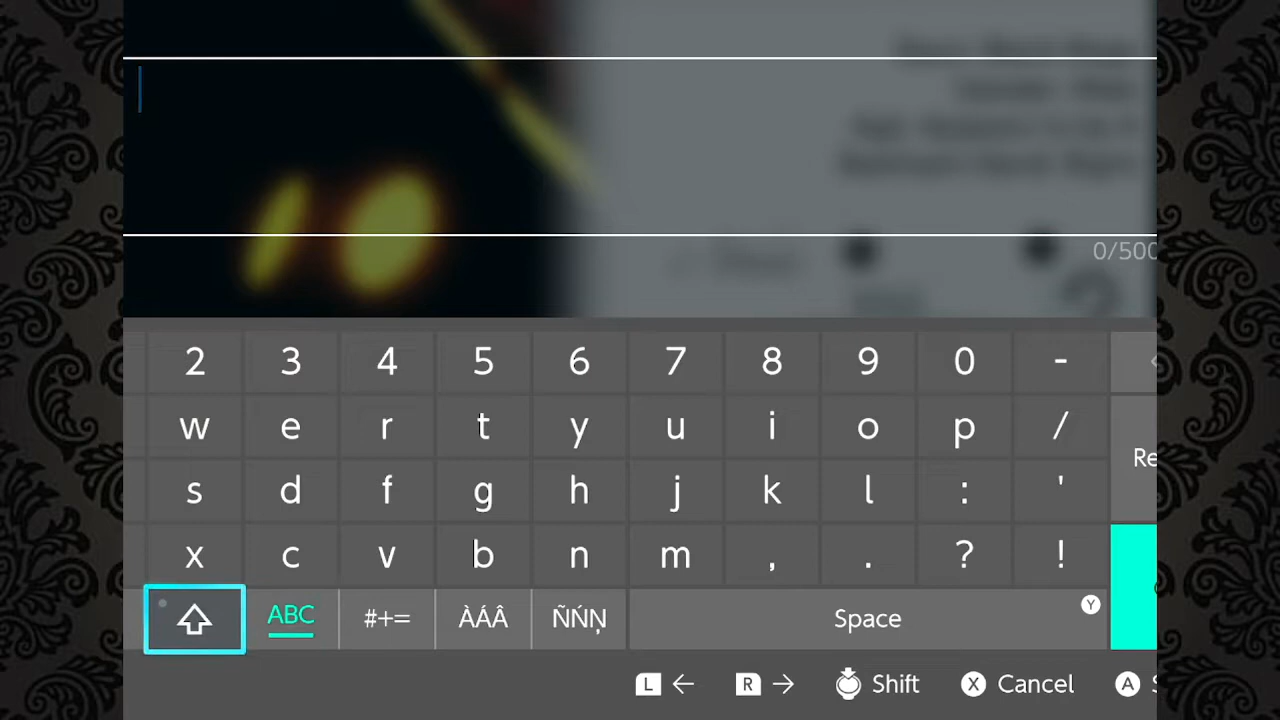 0/500
2 3 4 5 6 7 8 9 0 -
w e r t y u i o p /
Re
s d f g h j k l : '
x c v b n m , . ? !
ABC #+= ÀÁÂ ÑŃŅ Space Y
L ← R → Shift X Cancel A S